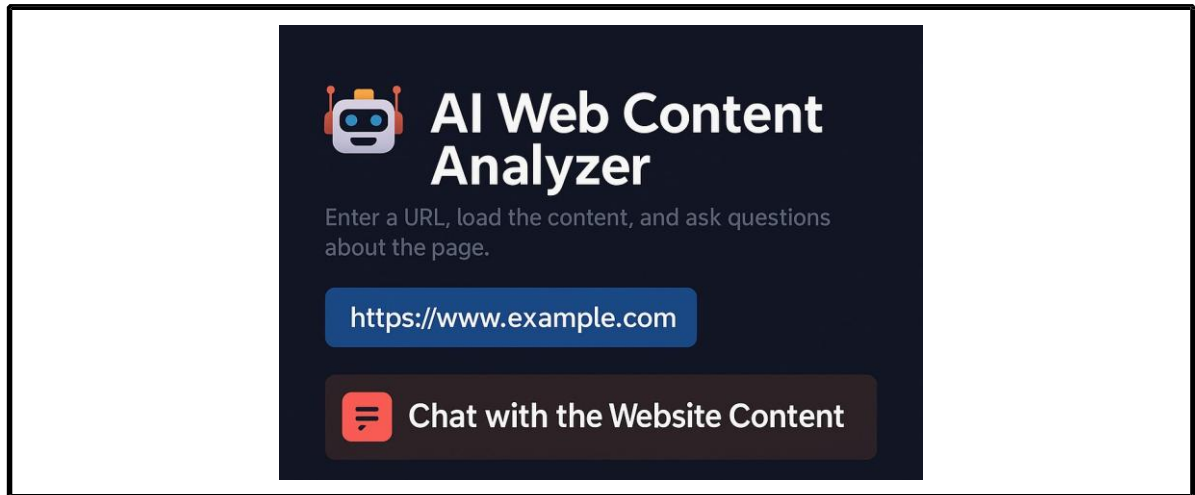 AI Web Content
Analyzer
Enter a URL, load the content, and ask questions
about the page.
https://www.example.com
Chat with the Website Content